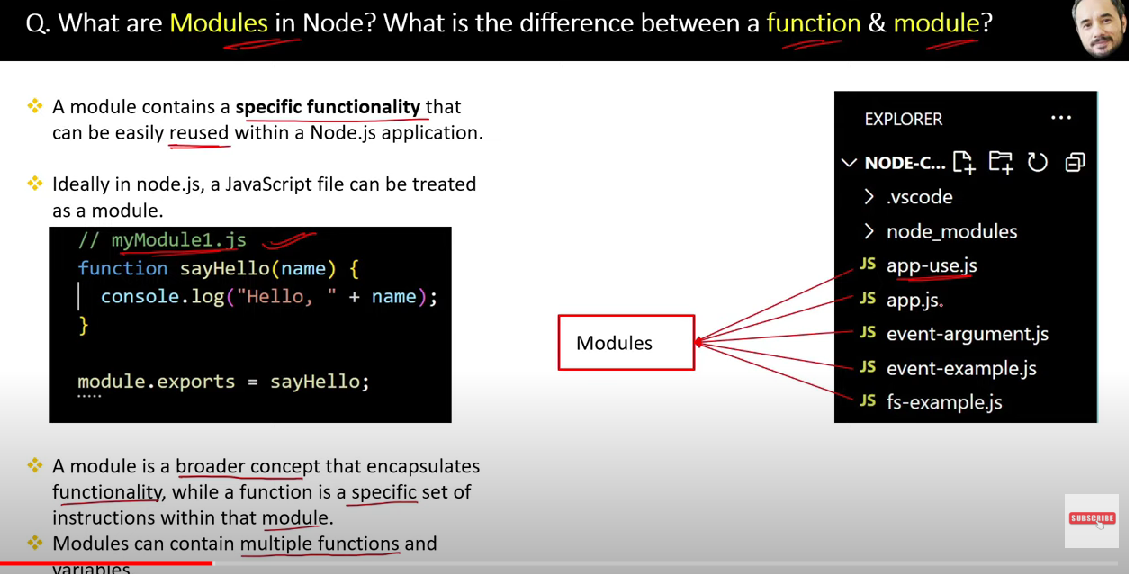 Q. What are Modules in Node? What is the difference between a function & module?
A module contains a specific functionality that
can be easily reused within a Node.js application.
Ideally in node.js, a JavaScript file can be treated
as a module.
// myModule1.js
function sayHello(name) {
console.log("Hello, " + name);
}
module.exports = sayHello;
A module is a broader concept that encapsulates
functionality, while a function is a specific set of
instructions within that module.
Modules can contain multiple functions and
variables.
Modules
EXPLORER ...
NODE-C...
.vscode
node_modules
JS app-use.js
JS app.js
JS event-argument.js
JS event-example.js
JS fs-example.js
SUBSCRIBE